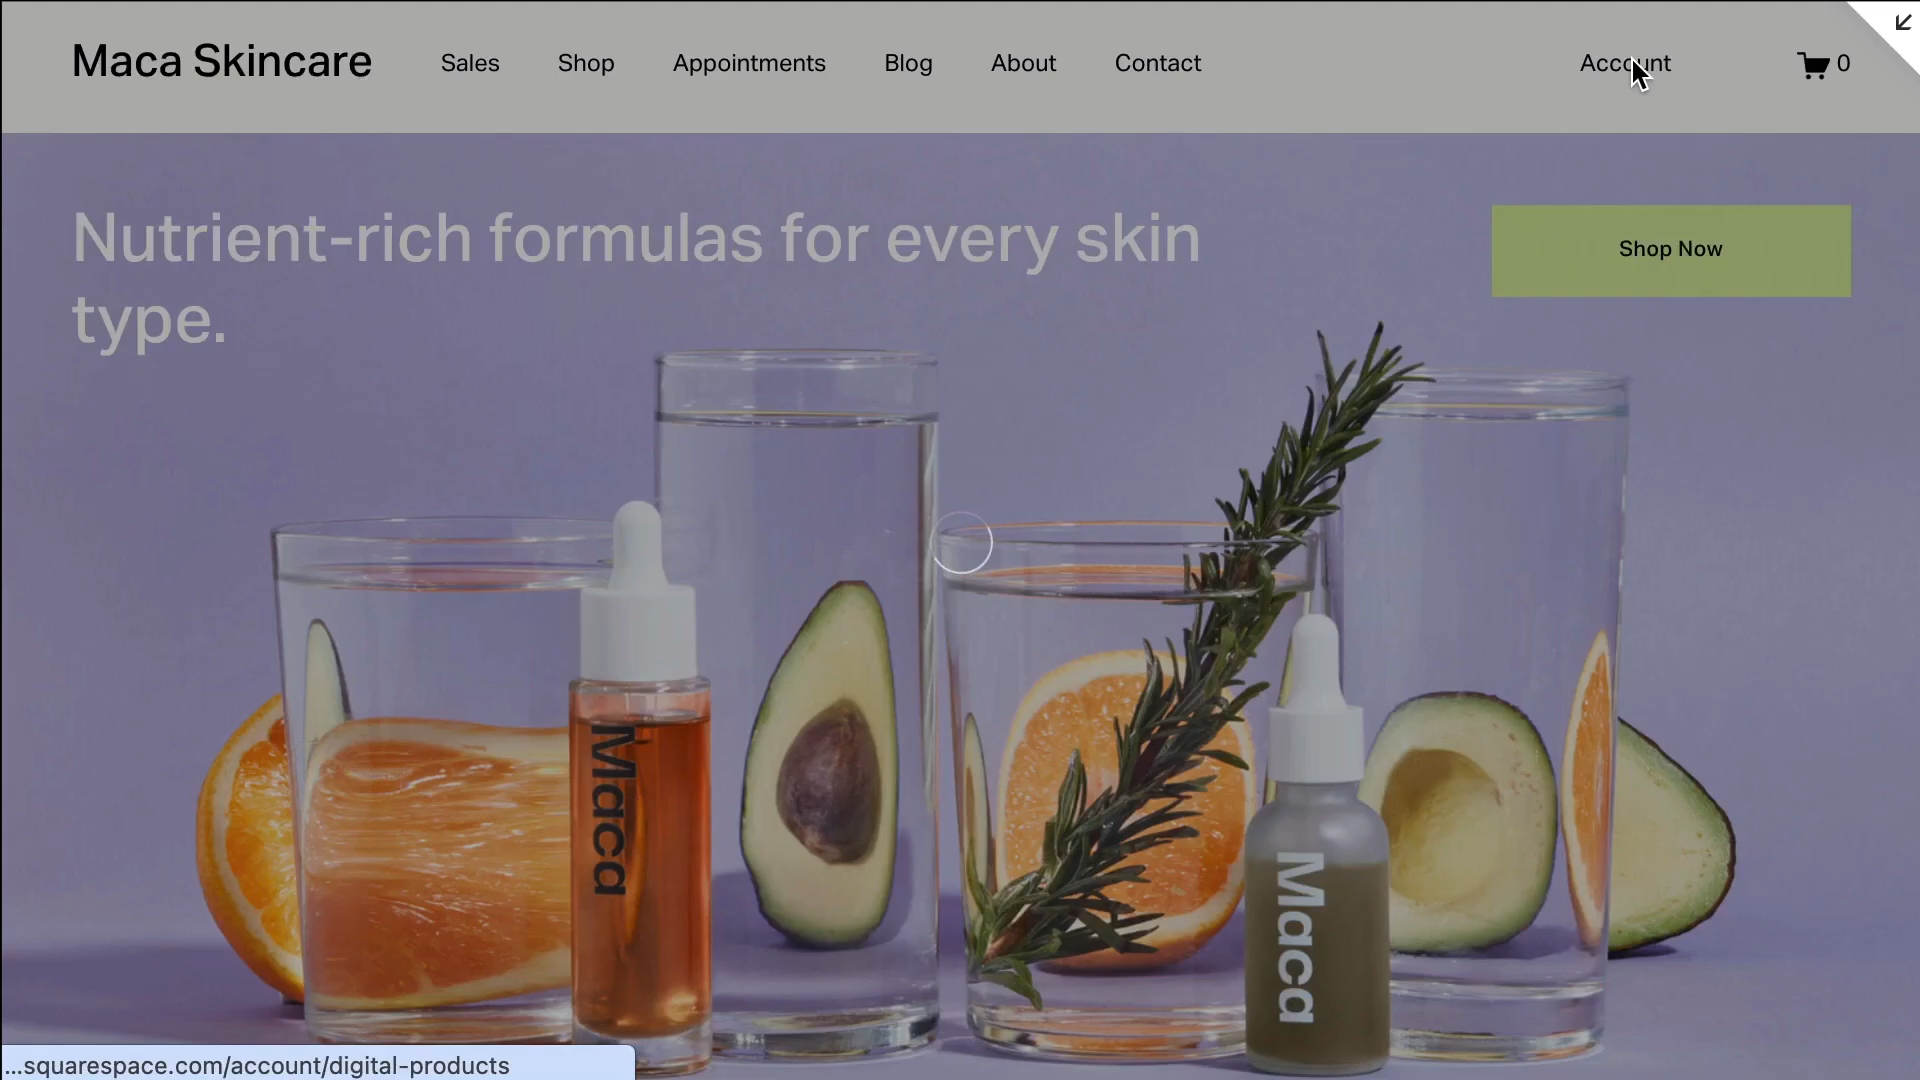 Maca Skincare
Sales
Shop
Appointments
Blog
About
Contact
Account
0
Nutrient-rich formulas for every skin
type.
Shop Now
Maca
Maca
...squarespace.com/account/digital-products